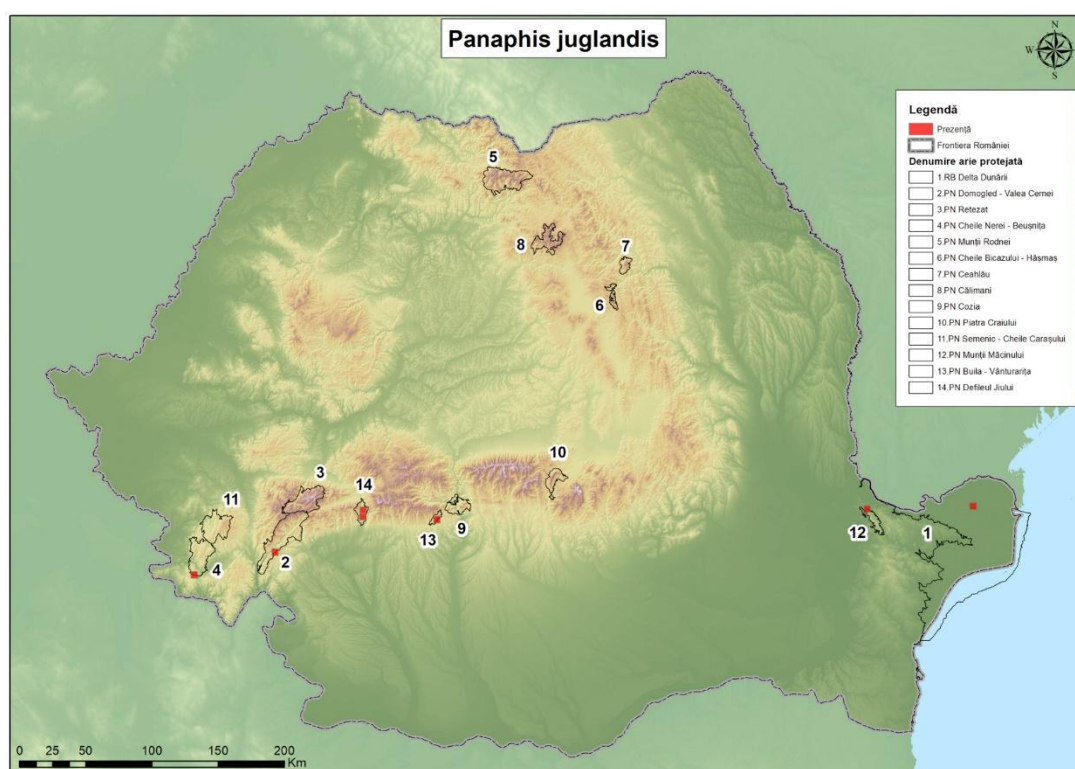 Panaphis juglandis
N
W
E
S
Legendă
Prezență
Frontiera României
Denumire arie protejată
1.RB Delta Dunării
2.PN Domogled - Valea Cernei
3.PN Retezat
4.PN Cheile Nerei - Beușnița
5.PN Munții Rodnei
6.PN Cheile Bicazului - Hășmaș
7.PN Ceahlău
8.PN Călimani
9.PN Cozia
10.PN Piatra Craiului
11.PN Semenic - Cheile Carașului
12.PN Munții Măcinului
13.PN Buila - Vânturarița
14.PN Defileul Jiului
5
8
7
6
10
3
14
11
9
13
12
1
4
2
0 25 50 100 150 200
Km